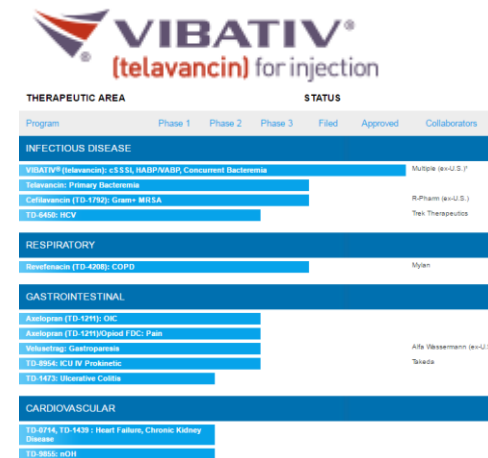 VIBATIV®
(telavancin) for injection
THERAPEUTIC AREA STATUS
Program Phase 1 Phase 2 Phase 3 Filed Approved Collaborators
INFECTIOUS DISEASE
VIBATIV® (telavancin): cSSSI, HABP/VABP, Concurrent Bacteremia Multiple (ex-U.S.)¹
Telavancin: Primary Bacteremia
Cefilavancin (TD-1792): Gram+ MRSA R-Pharm (ex-U.S.)
TD-6450: HCV Trek Therapeutics
RESPIRATORY
Revefenacin (TD-4208): COPD Mylan
GASTROINTESTINAL
Axelopran (TD-1211): OIC
Axelopran (TD-1211)/Opiod FDC: Pain
Velusetrag: Gastroparesis Alfa Wassermann (ex-U.S
TD-8954: ICU IV Prokinetic Takeda
TD-1473: Ulcerative Colitis
CARDIOVASCULAR
TD-0714, TD-1439 : Heart Failure, Chronic Kidney
Disease
TD-9855: nOH